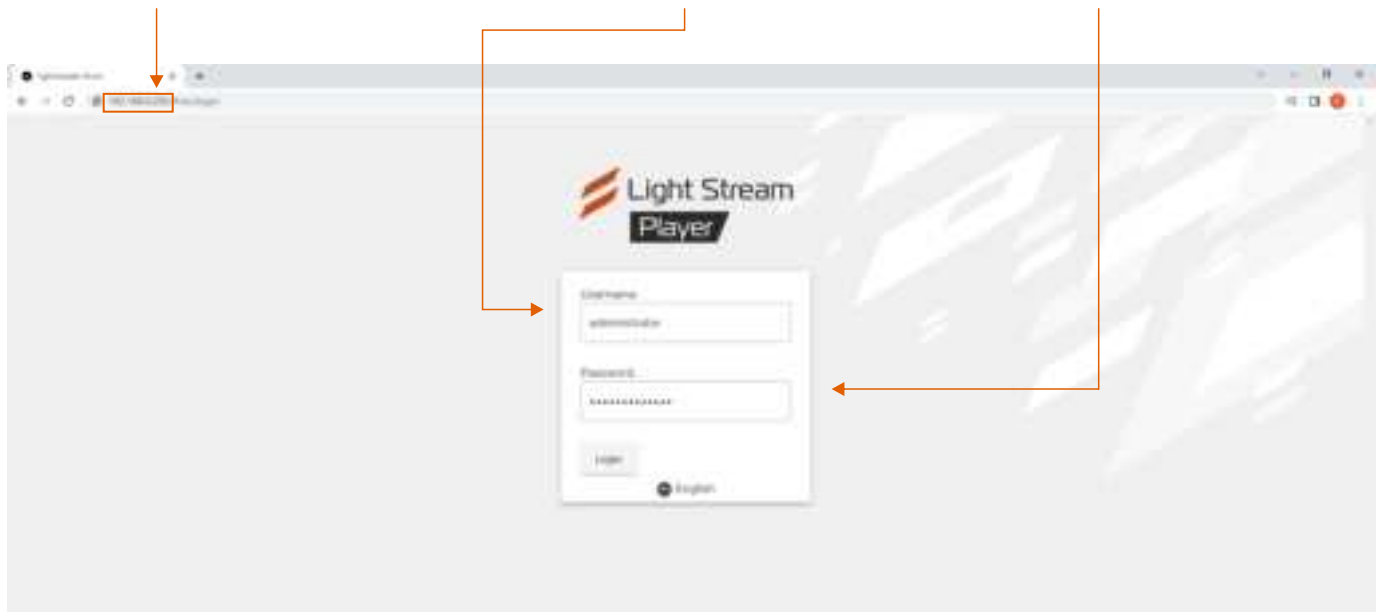 Light Stream
Player
Username
administrator
Password
Login
English